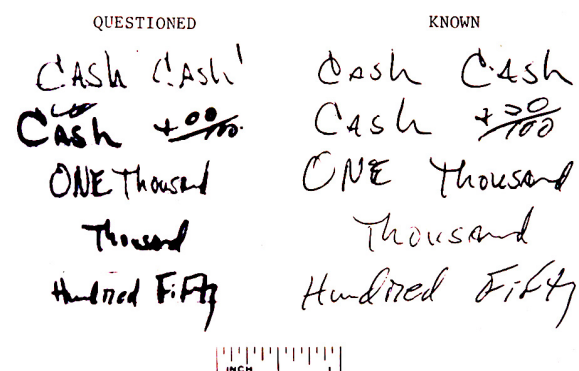 QUESTIONED KNOWN
CAsh CAsh' CAsh CAsh
CAsh +00/100 CAsh +00/100
ONE Thousand ONE Thousand
Thousand Thousand
Hundred FiFty Hundred FiFty
INCH 1